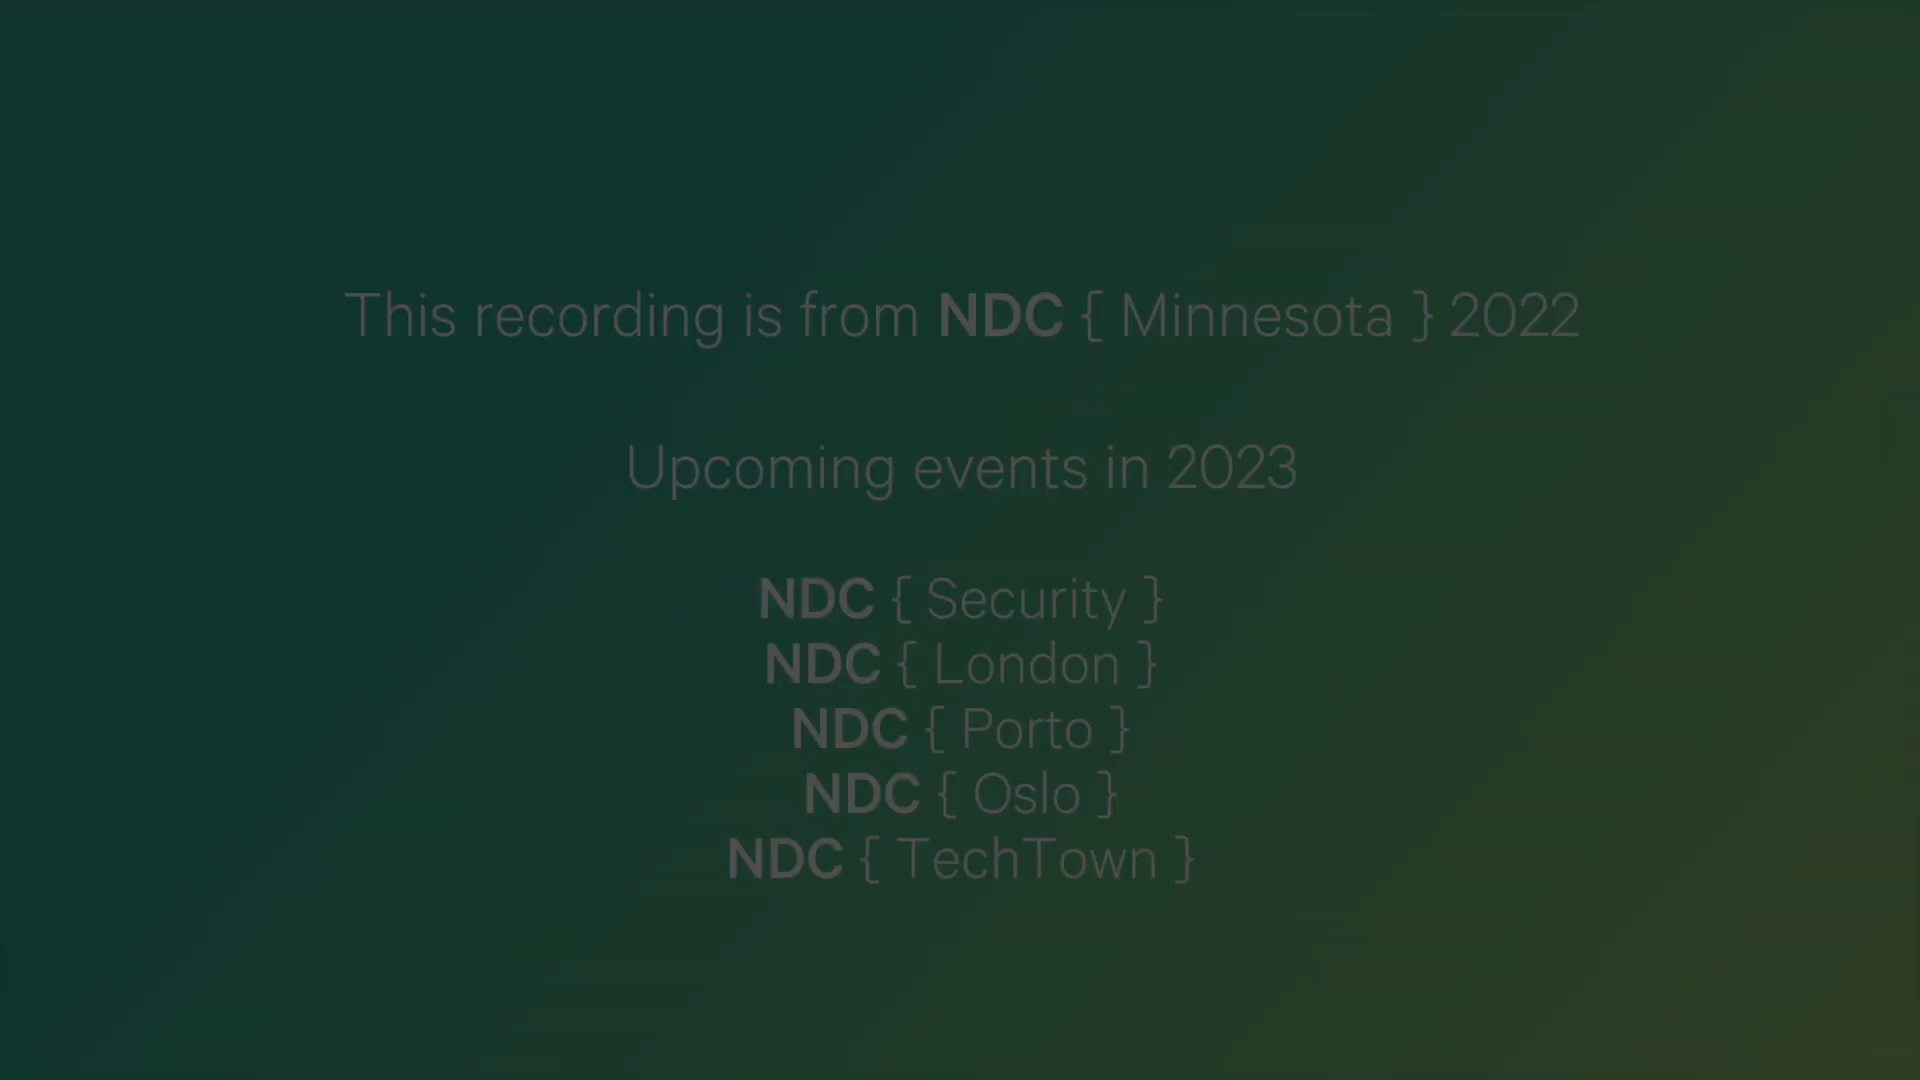 This recording is from NDC { Minnesota } 2022
Upcoming events in 2023
NDC { Security }
NDC { London }
NDC { Porto }
NDC { Oslo }
NDC { TechTown }